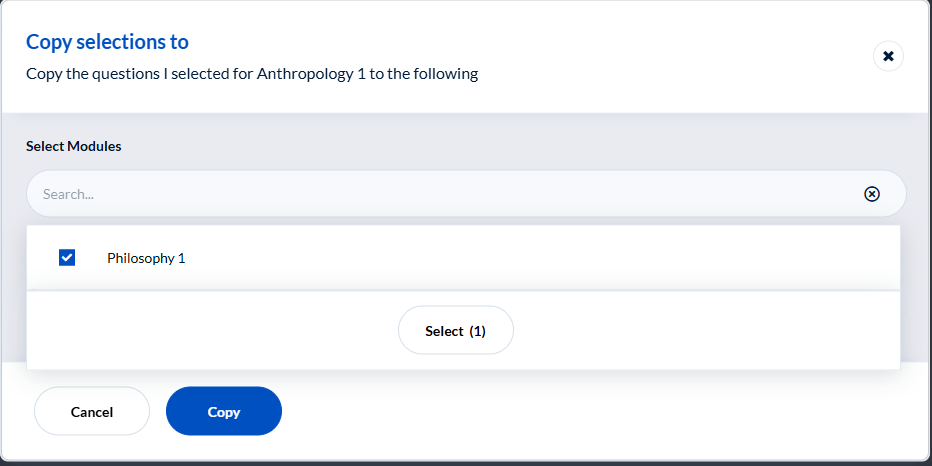 Copy selections to
Copy the questions I selected for Anthropology 1 to the following
Select Modules
Search...
Philosophy 1
Select (1)
Cancel
Copy